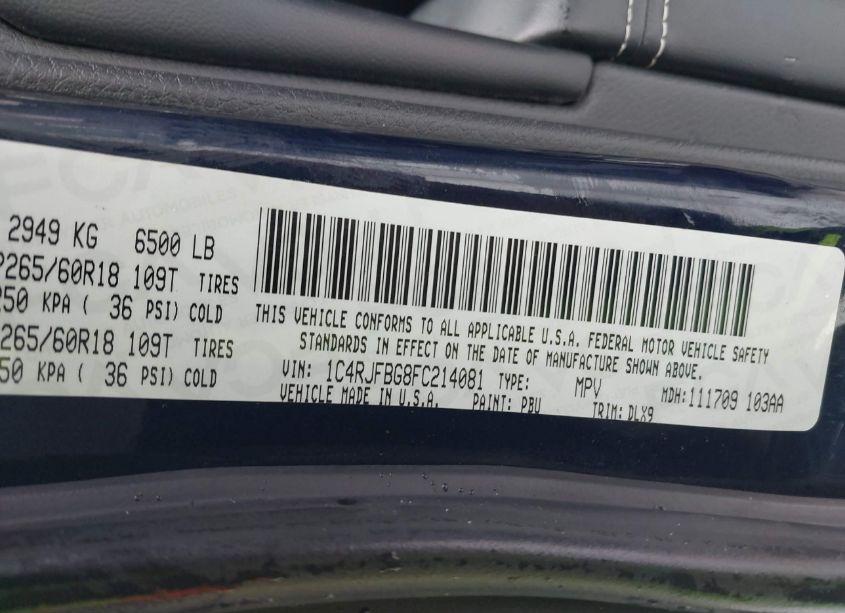 2949 KG 6500 LB
P265/60R18 109T TIRES
250 KPA ( 36 PSI) COLD
265/60R18 109T TIRES
50 KPA ( 36 PSI) COLD
THIS VEHICLE CONFORMS TO ALL APPLICABLE U.S.A. FEDERAL MOTOR VEHICLE SAFETY
STANDARDS IN EFFECT ON THE DATE OF MANUFACTURE SHOWN ABOVE.
VIN: 1C4RJFBG8FC214081 TYPE: MPV MDH:111709 103AA
VEHICLE MADE IN U.S.A. PAINT: PBU TRIM: DLX9